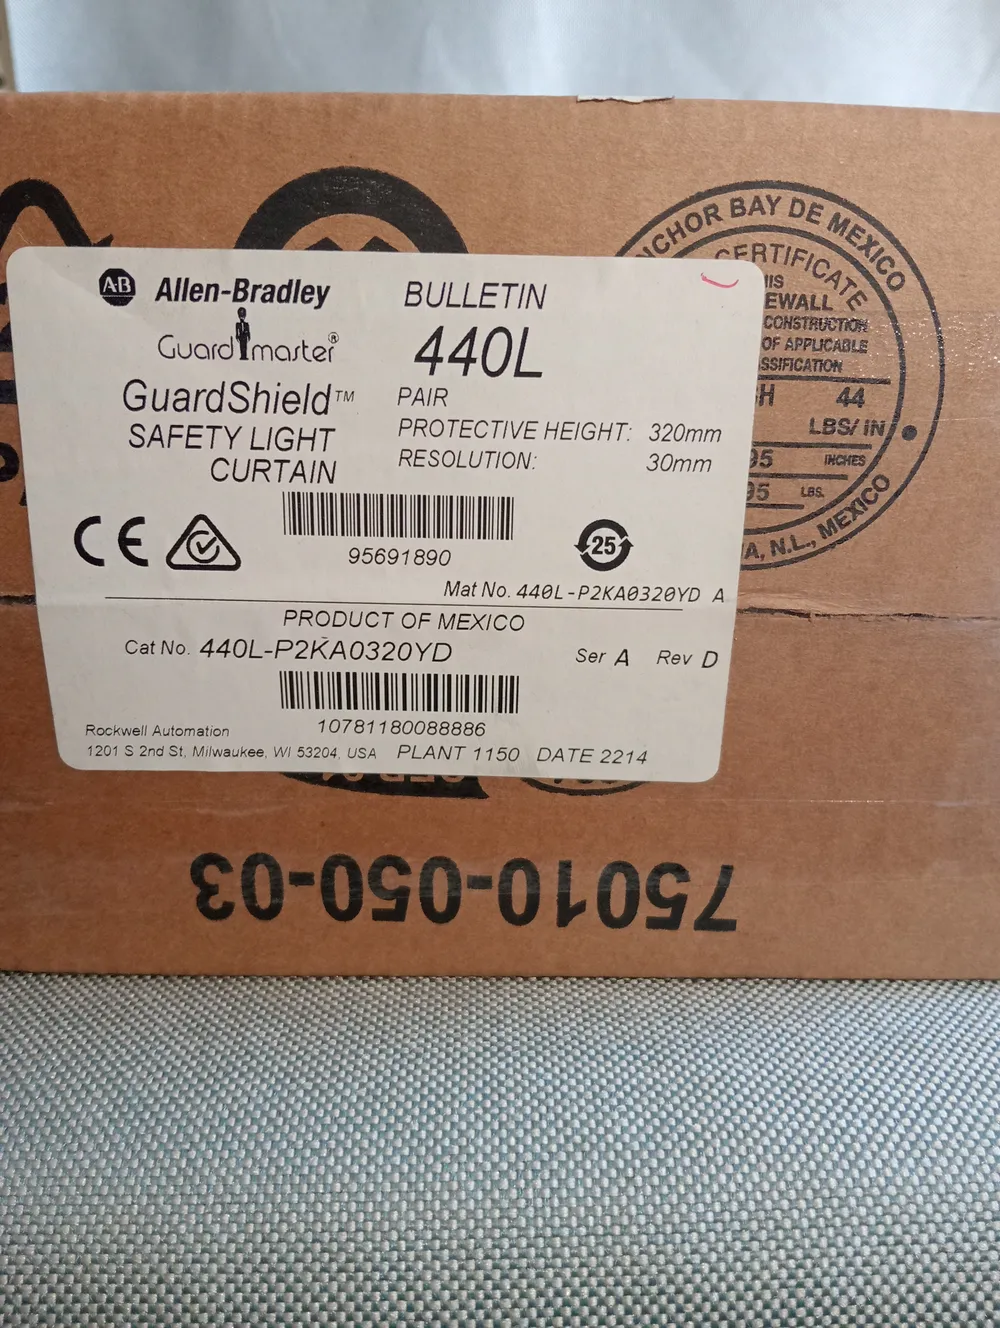 A-B Allen-Bradley
Guardmaster®
GuardShield™
SAFETY LIGHT
CURTAIN
BULLETIN
440L
PAIR
PROTECTIVE HEIGHT: 320mm
RESOLUTION: 30mm
95691890
CE
25
Mat No. 440L-P2KA0320YD A
PRODUCT OF MEXICO
Cat No. 440L-P2KA0320YD Ser A Rev D
10781180088886
Rockwell Automation
1201 S 2nd St, Milwaukee, WI 53204, USA PLANT 1150 DATE 2214
BAY DE MEXICO
CERTIFICATE
CONSTRUCTION
OF APPLICABLE
44
LBS/IN
INCHES
LBS.
N.L., MEXICO
75010-050-03